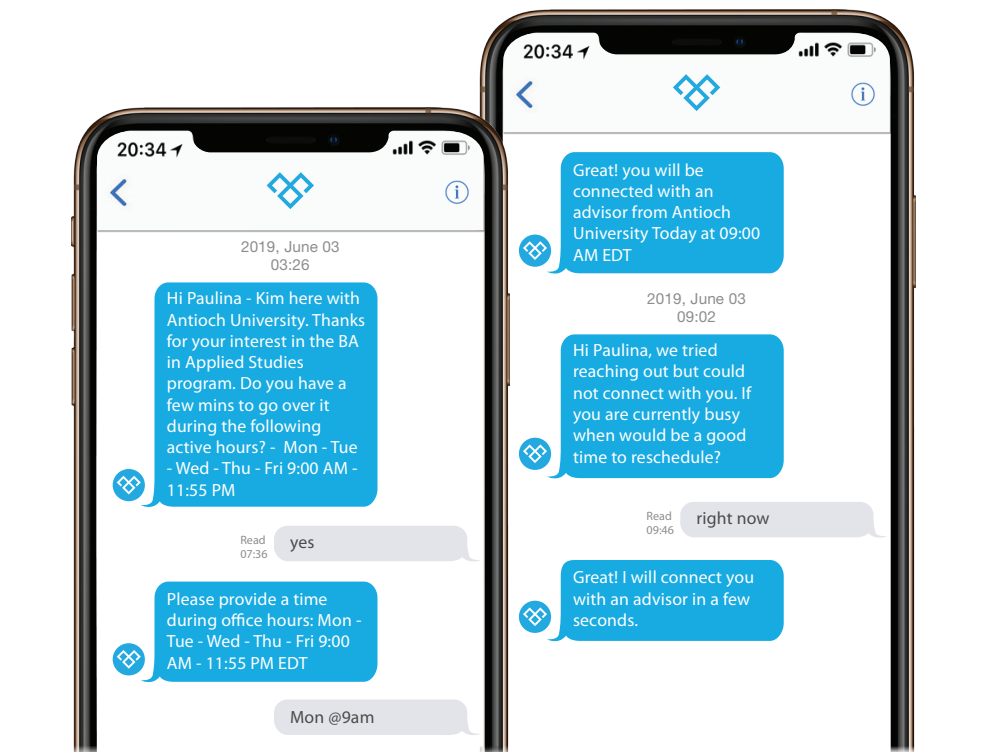 20:34
2019, June 03
03:26
Hi Paulina - Kim here with
Antioch University. Thanks
for your interest in the BA
in Applied Studies
program. Do you have a
few mins to go over it
during the following
active hours? - Mon - Tue
- Wed - Thu - Fri 9:00 AM -
11:55 PM
Read
07:36
yes
Please provide a time
during office hours: Mon -
Tue - Wed - Thu - Fri 9:00
AM - 11:55 PM EDT
Mon @9am
20:34
Great! you will be
connected with an
advisor from Antioch
University Today at 09:00
AM EDT
2019, June 03
09:02
Hi Paulina, we tried
reaching out but could
not connect with you. If
you are currently busy
when would be a good
time to reschedule?
Read
09:46
right now
Great! I will connect you
with an advisor in a few
seconds.